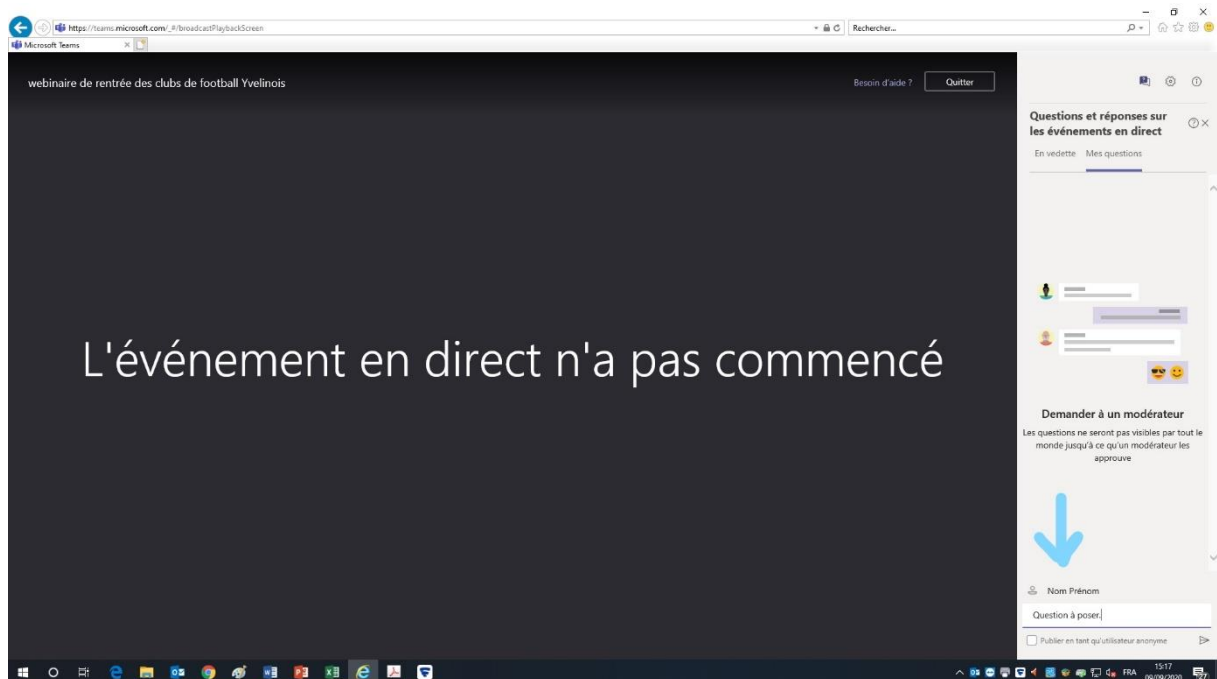 https://teams.microsoft.com/_#/broadcastPlaybackScreen
Rechercher...
Microsoft Teams
webinaire de rentrée des clubs de football Yvelinois
Besoin d'aide ?
Quitter
Questions et réponses sur
les événements en direct
En vedette Mes questions
L'événement en direct n'a pas commencé
Demander à un modérateur
Les questions ne seront pas visibles par tout le
monde jusqu'à ce qu'un modérateur les
approuve
Nom Prénom
Question à poser.
Publier en tant qu'utilisateur anonyme
FRA
15:17
09/09/2020